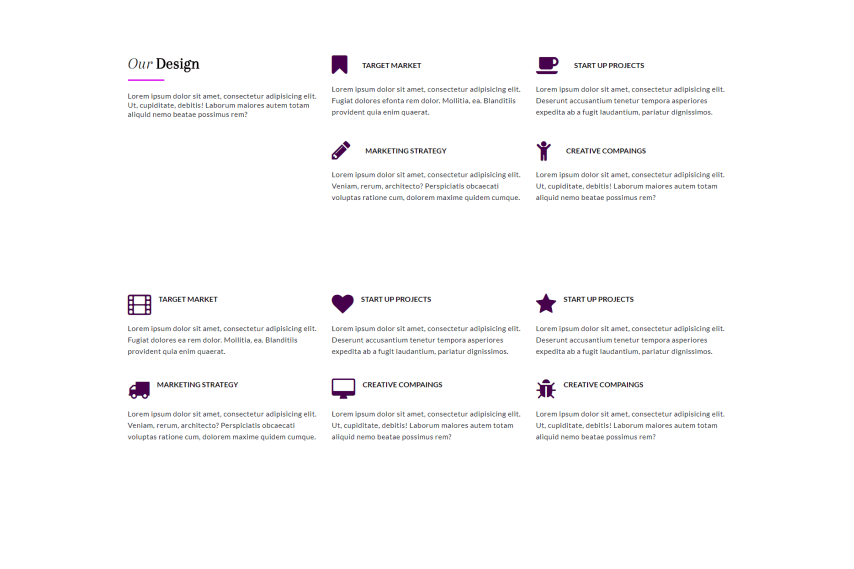 Our Design
Lorem ipsum dolor sit amet, consectetur adipisicing elit.
Ut, cupiditate, debitis! Laborum maiores autem totam
aliquid nemo beatae possimus rem?
TARGET MARKET
Lorem ipsum dolor sit amet, consectetur adipisicing elit.
Fugiat dolores efonta rem dolor. Mollitia, ea. Blanditiis
provident quia enim quaerat.
START UP PROJECTS
Lorem ipsum dolor sit amet, consectetur adipisicing elit.
Deserunt accusantium tenetur tempora asperiores
expedita ab a fugit laudantium, pariatur dignissimos.
MARKETING STRATEGY
Lorem ipsum dolor sit amet, consectetur adipisicing elit.
Veniam, rerum, architecto? Perspiciatis obcaecati
voluptas ratione cum, dolorem maxime quidem cumque.
CREATIVE COMPAINGS
Lorem ipsum dolor sit amet, consectetur adipisicing elit.
Ut, cupiditate, debitis! Laborum maiores autem totam
aliquid nemo beatae possimus rem?
TARGET MARKET
Lorem ipsum dolor sit amet, consectetur adipisicing elit.
Fugiat dolores ea rem dolor. Mollitia, ea. Blanditiis
provident quia enim quaerat.
START UP PROJECTS
Lorem ipsum dolor sit amet, consectetur adipisicing elit.
Deserunt accusantium tenetur tempora asperiores
expedita ab a fugit laudantium, pariatur dignissimos.
START UP PROJECTS
Lorem ipsum dolor sit amet, consectetur adipisicing elit.
Deserunt accusantium tenetur tempora asperiores
expedita ab a fugit laudantium, pariatur dignissimos.
MARKETING STRATEGY
Lorem ipsum dolor sit amet, consectetur adipisicing elit.
Veniam, rerum, architecto? Perspiciatis obcaecati
voluptas ratione cum, dolorem maxime quidem cumque.
CREATIVE COMPAINGS
Lorem ipsum dolor sit amet, consectetur adipisicing elit.
Ut, cupiditate, debitis! Laborum maiores autem totam
aliquid nemo beatae possimus rem?
CREATIVE COMPAINGS
Lorem ipsum dolor sit amet, consectetur adipisicing elit.
Ut, cupiditate, debitis! Laborum maiores autem totam
aliquid nemo beatae possimus rem?